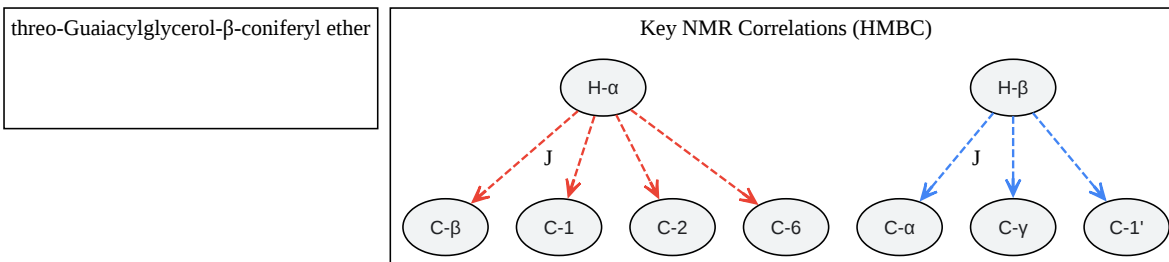 threo-Guaiacylglycerol-β-coniferyl ether
Key NMR Correlations (HMBC)
H-α
H-β
J
J
C-β
C-1
C-2
C-6
C-α
C-γ
C-1'